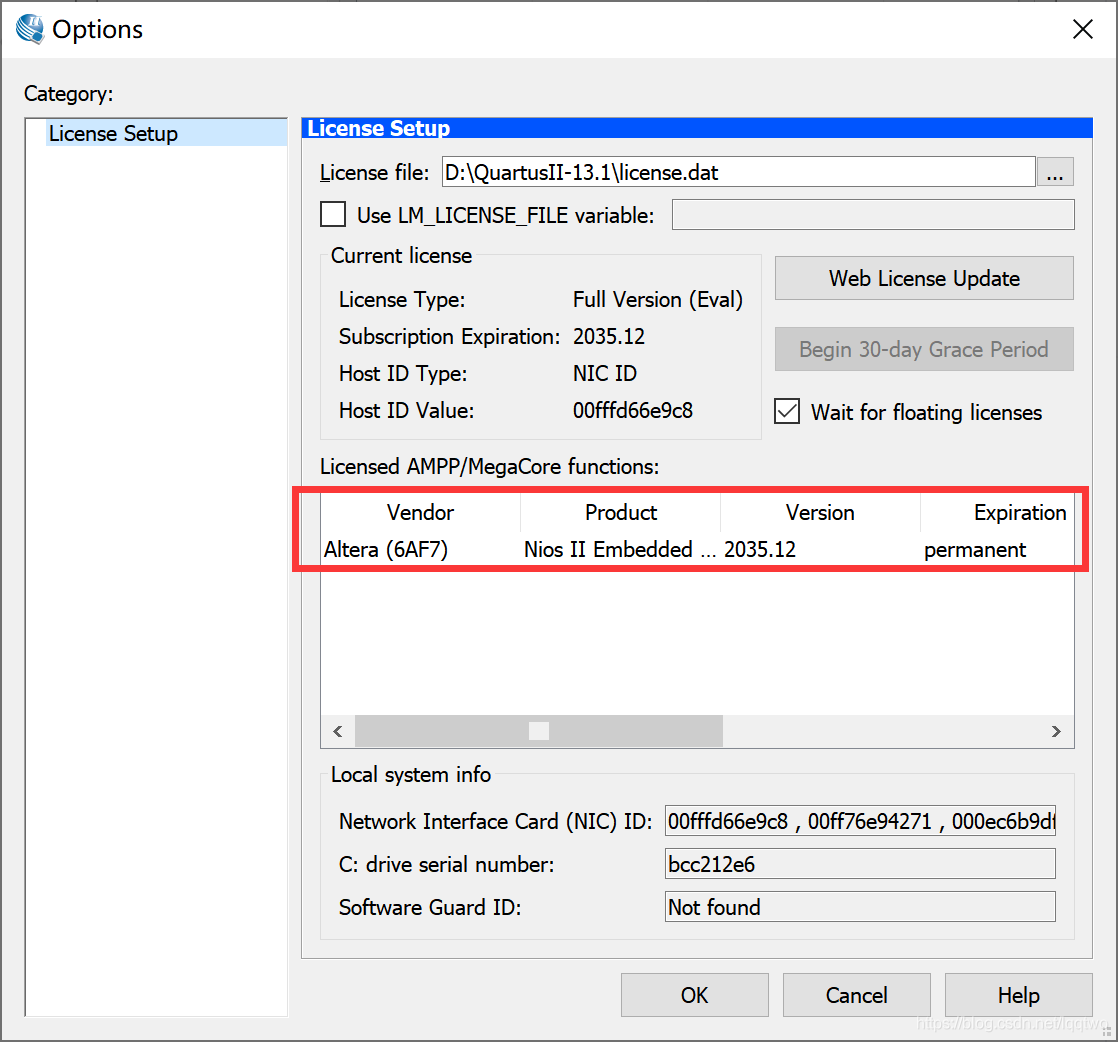 Options
Category:
License Setup
License Setup
License file: D:\QuartusII-13.1\license.dat ...
Use LM_LICENSE_FILE variable:
Current license
License Type: Full Version (Eval)
Subscription Expiration: 2035.12
Host ID Type: NIC ID
Host ID Value: 00fffd66e9c8
Web License Update
Begin 30-day Grace Period
Wait for floating licenses
Licensed AMPP/MegaCore functions:
Vendor Product Version Expiration
Altera (6AF7) Nios II Embedded ... 2035.12 permanent
Local system info
Network Interface Card (NIC) ID: 00fffd66e9c8 , 00ff76e94271 , 000ec6b9df
C: drive serial number: bcc212e6
Software Guard ID: Not found
OK Cancel Help
https://blog.csdn.net/lqqtwo